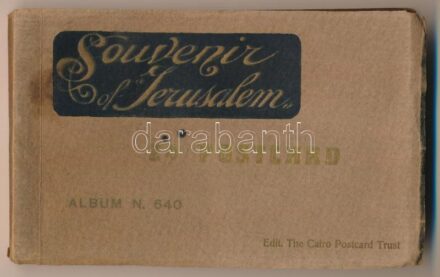 Souvenir
of Jerusalem
darabanth
POSTCARD
ALBUM N. 640
Edit. The Cairo Postcard Trust